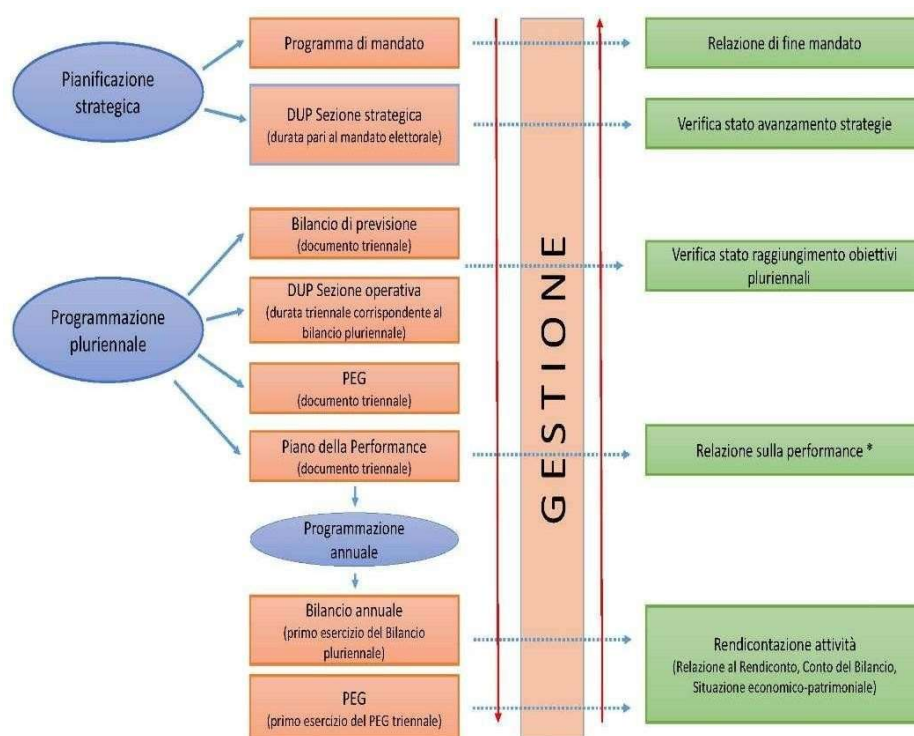 Pianificazione
strategica
Programma di mandato
Relazione di fine mandato
DUP Sezione strategica
(durata pari al mandato elettorale)
Verifica stato avanzamento strategie
Programmazione
pluriennale
Bilancio di previsione
(documento triennale)
DUP Sezione operativa
(durata triennale corrispondente al
bilancio pluriennale)
Verifica stato raggiungimento obiettivi
pluriennali
PEG
(documento triennale)
Piano della Performance
(documento triennale)
Relazione sulla performance *
GESTIONE
Programmazione
annuale
Bilancio annuale
(primo esercizio del Bilancio
pluriennale)
PEG
(primo esercizio del PEG triennale)
Rendicontazione attività
(Relazione al Rendiconto, Conto del Bilancio,
Situazione economico-patrimoniale)